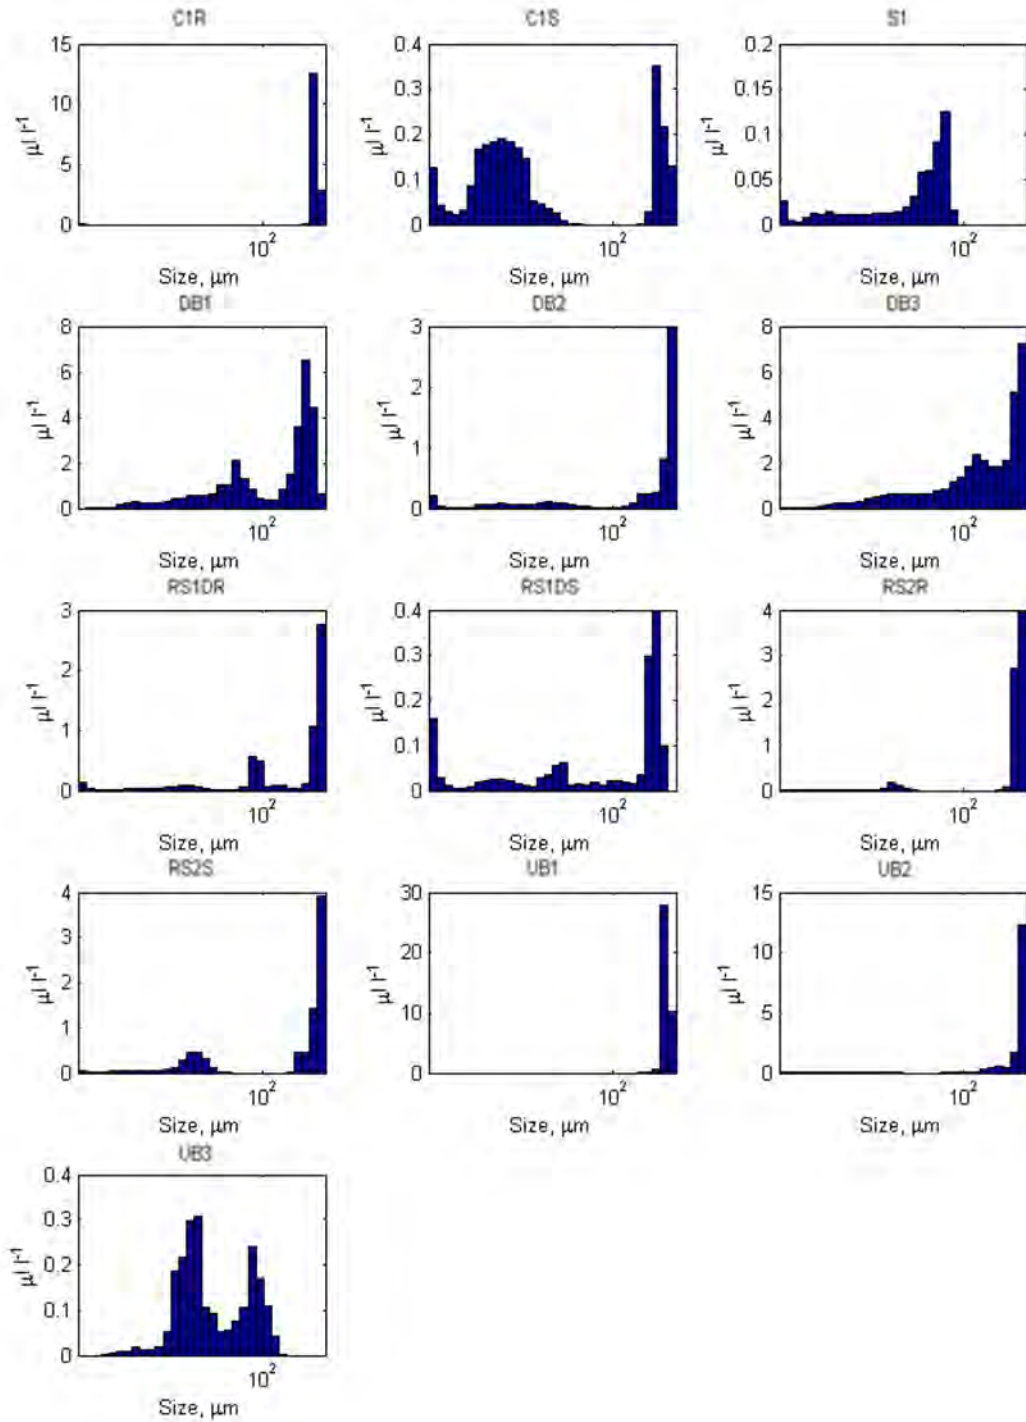 C1R C1S S1
15 0.4 0.2
10 0.3 0.15
5 0.2 0.1
0.1 0.05
0 0 0
µl l-1 µl l-1 µl l-1
10² 10² 10²
Size, µm Size, µm Size, µm
DB1 DB2 DB3
8 3 8
6 2 6
4 4
2 1 2
0 0 0
µl l-1 µl l-1 µl l-1
10² 10² 10²
Size, µm Size, µm Size, µm
RS1DR RS1DS RS2R
3 0.4 4
2 0.3 3
0.2 2
1 0.1 1
0 0 0
µl l-1 µl l-1 µl l-1
10² 10² 10²
Size, µm Size, µm Size, µm
RS2S UB1 UB2
4 30 15
3 20 10
2
1 10 5
0 0 0
µl l-1 µl l-1 µl l-1
10² 10² 10²
Size, µm Size, µm Size, µm
UB3
0.4
0.3
0.2
0.1
0
µl l-1
10²
Size, µm